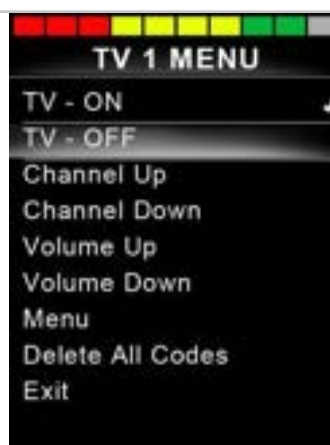 TV 1 MENU
TV - ON
TV - OFF
Channel Up
Channel Down
Volume Up
Volume Down
Menu
Delete All Codes
Exit